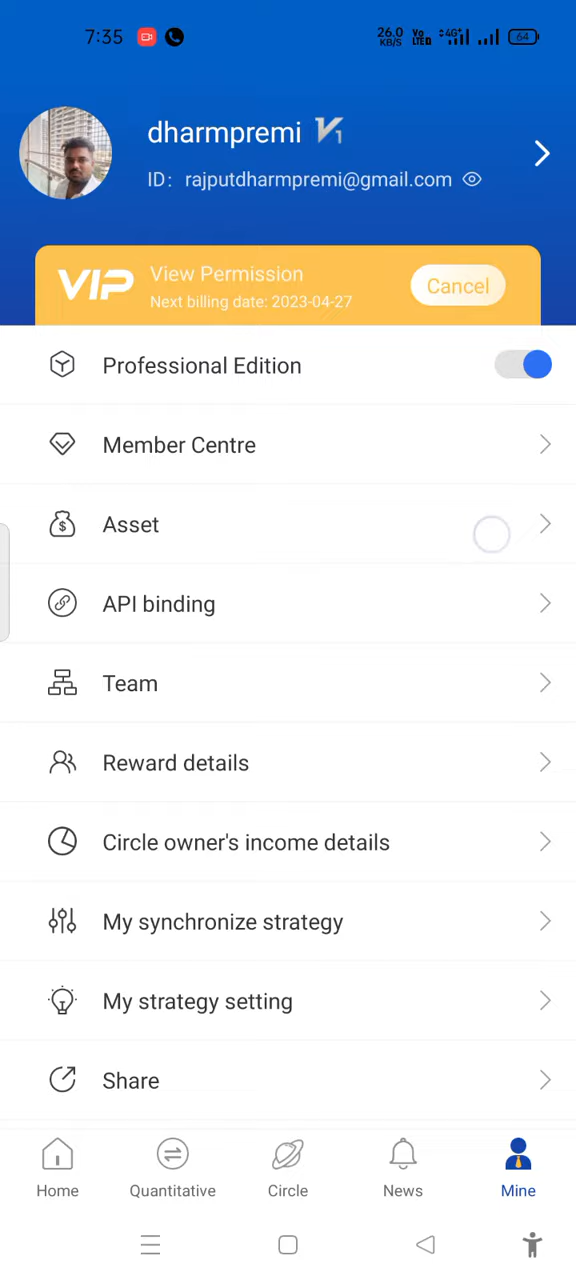 7:35 26.0 KB/S Vo LTE D 4G+ 64
dharmpremi V1
ID: rajputdharmpremi@gmail.com
VIP View Permission
Next billing date: 2023-04-27
Cancel
Professional Edition
Member Centre
Asset
API binding
Team
Reward details
Circle owner's income details
My synchronize strategy
My strategy setting
Share
Home Quantitative Circle News Mine